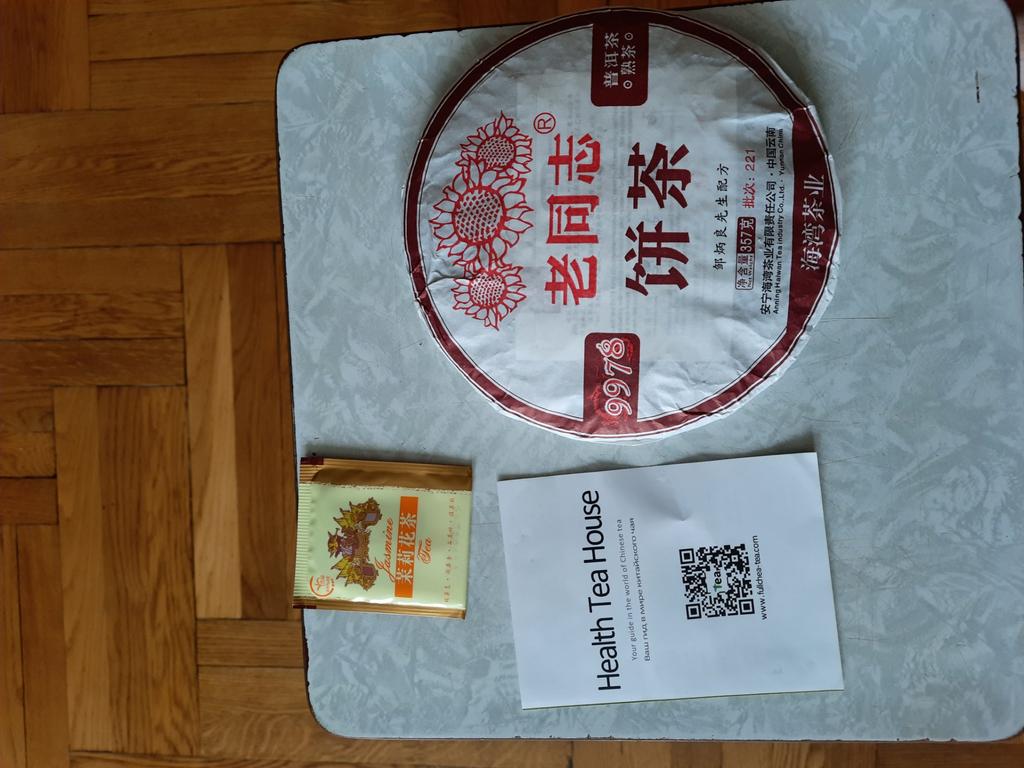 普洱茶
熟茶
老同志®
饼茶
9978
邹炳良先生配方
净含量 357克 批次: 221
安宁海湾茶业有限责任公司·中国云南
Anning Haiwan Tea Industry Co.,Ltd.· Yunnan China
海湾茶业
Jasmine
茉莉花茶
Tea
Health Tea House
Your guide in the world of Chinese tea
Ваш гид в мире китайского чая
Tea
www.fullchea-tea.com